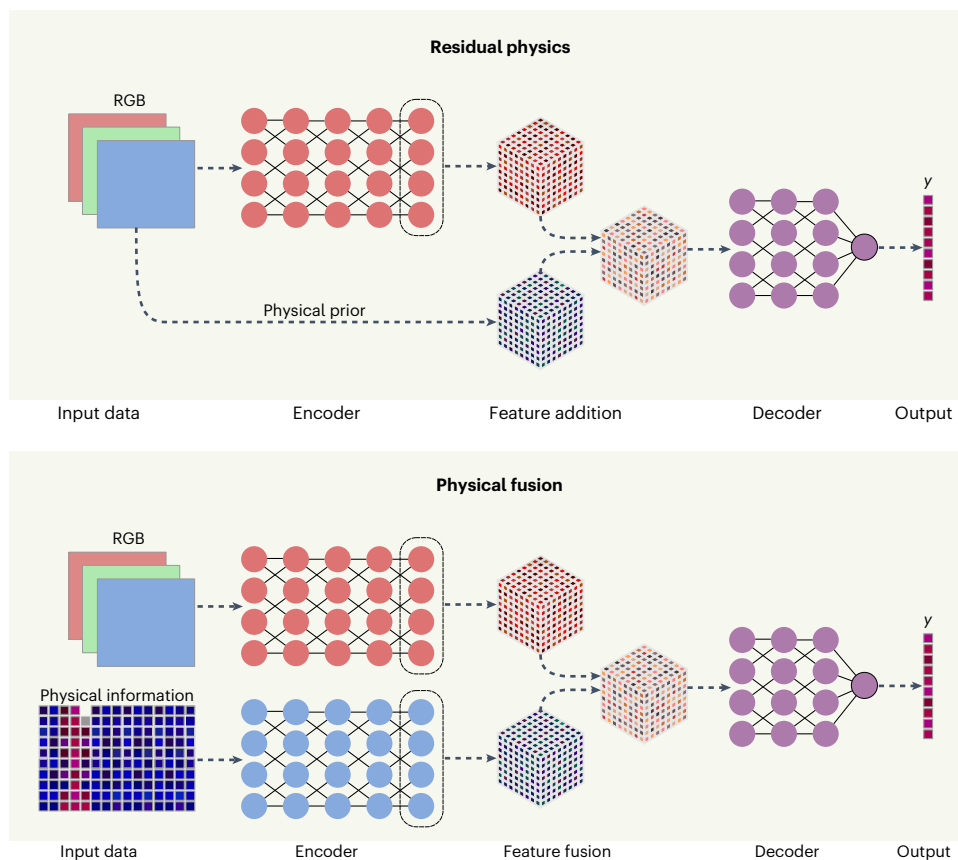 Residual physics
RGB
y
Physical prior
Input data
Encoder
Feature addition
Decoder
Output
Physical fusion
RGB
y
Physical information
Input data
Encoder
Feature fusion
Decoder
Output